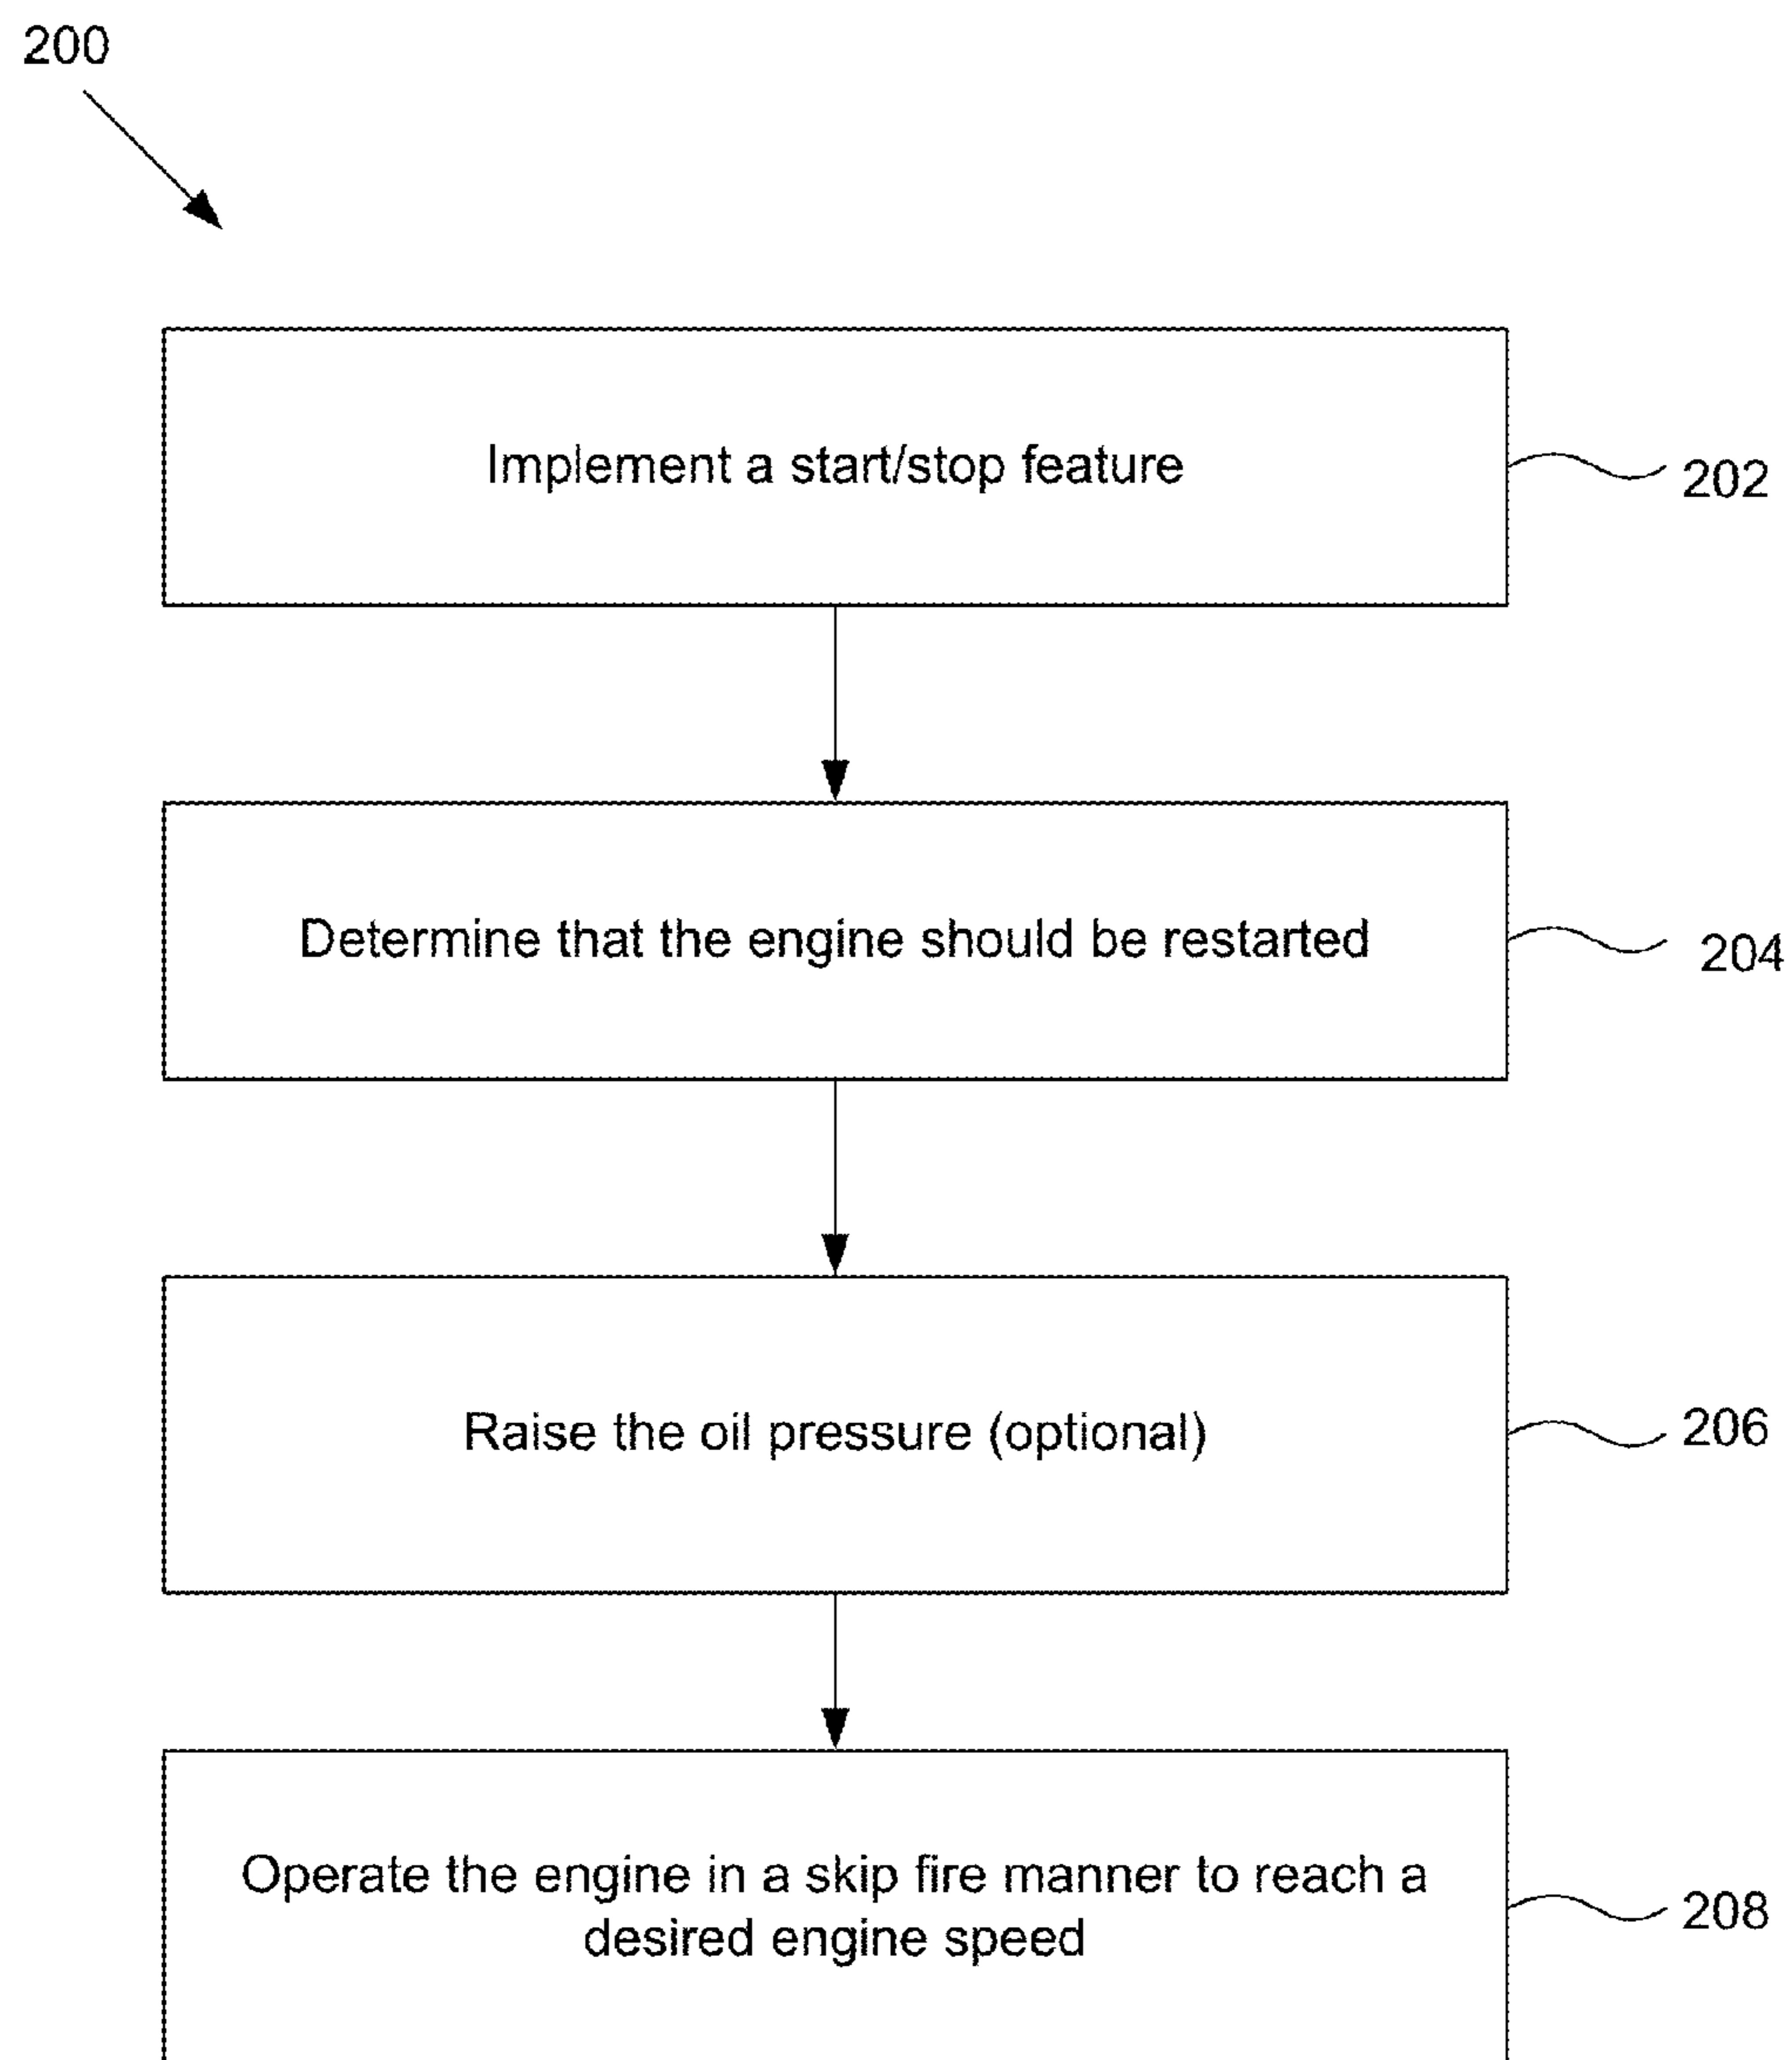 200
Implement a start/stop feature
202
Determine that the engine should be restarted
204
Raise the oil pressure (optional)
206
Operate the engine in a skip fire manner to reach a
desired engine speed
208